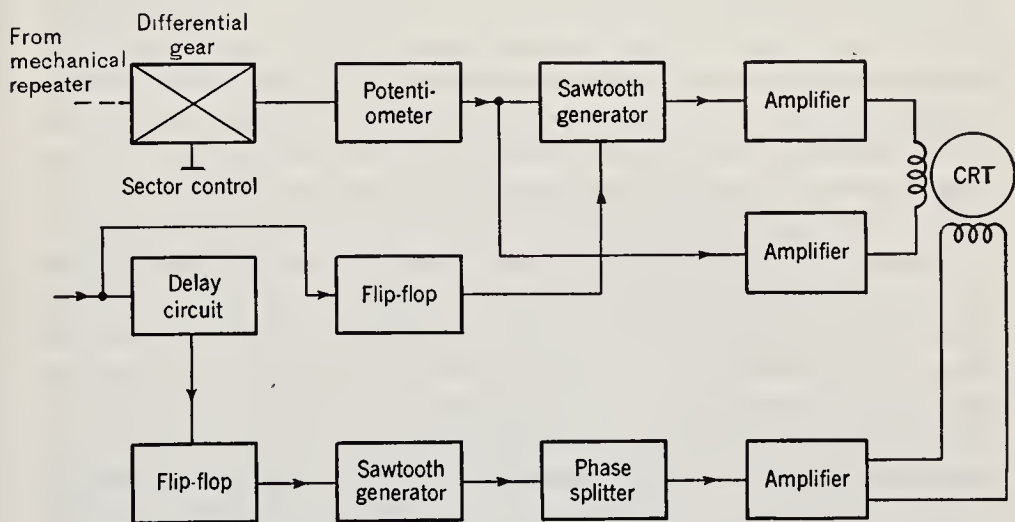 From
mechanical
repeater
Differential
gear
Sector control
Potenti-
ometer
Sawtooth
generator
Amplifier
CRT
Amplifier
Delay
circuit
Flip-flop
Flip-flop
Sawtooth
generator
Phase
splitter
Amplifier